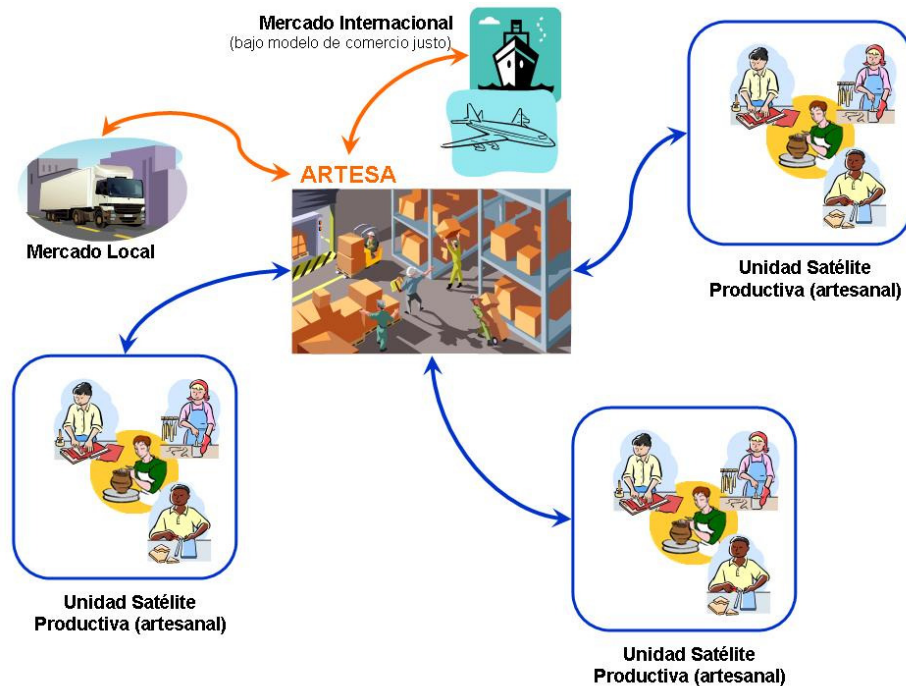 Mercado Internacional
(bajo modelo de comercio justo)
ARTESA
Mercado Local
Unidad Satélite
Productiva (artesanal)
Unidad Satélite
Productiva (artesanal)
Unidad Satélite
Productiva (artesanal)